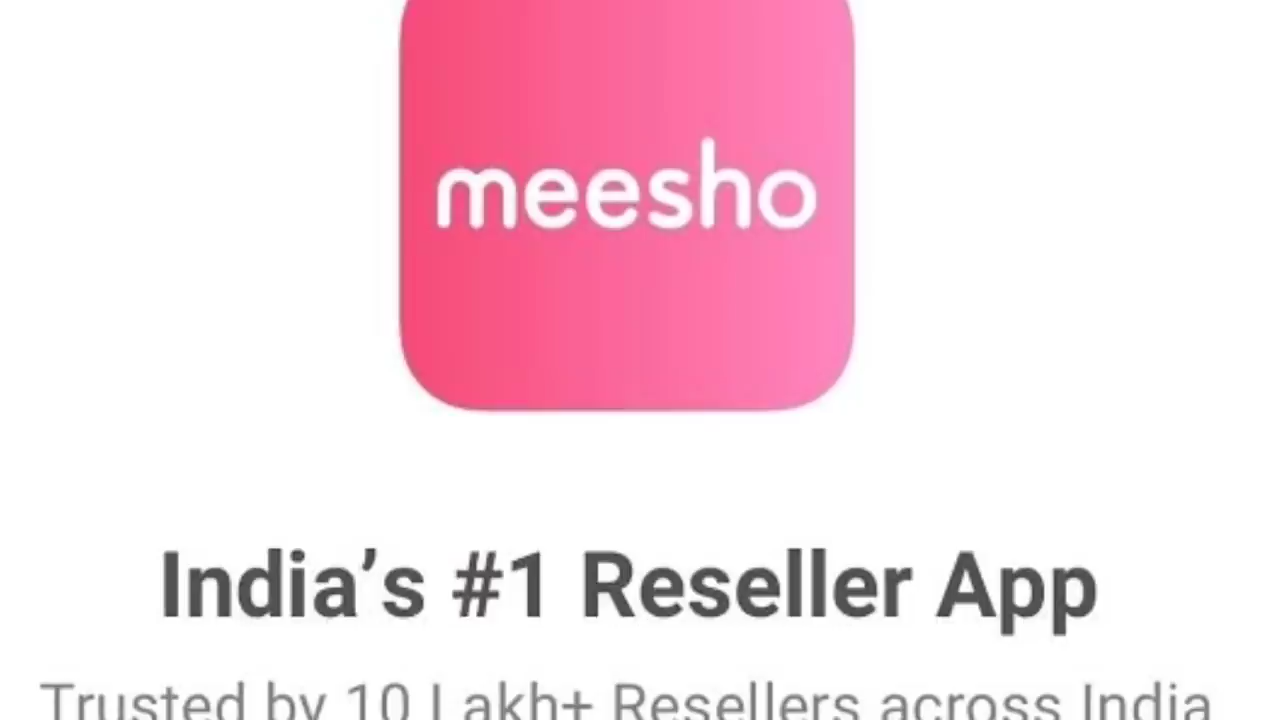 meesho
India’s #1 Reseller App
Trusted by 10 Lakh+ Resellers across India